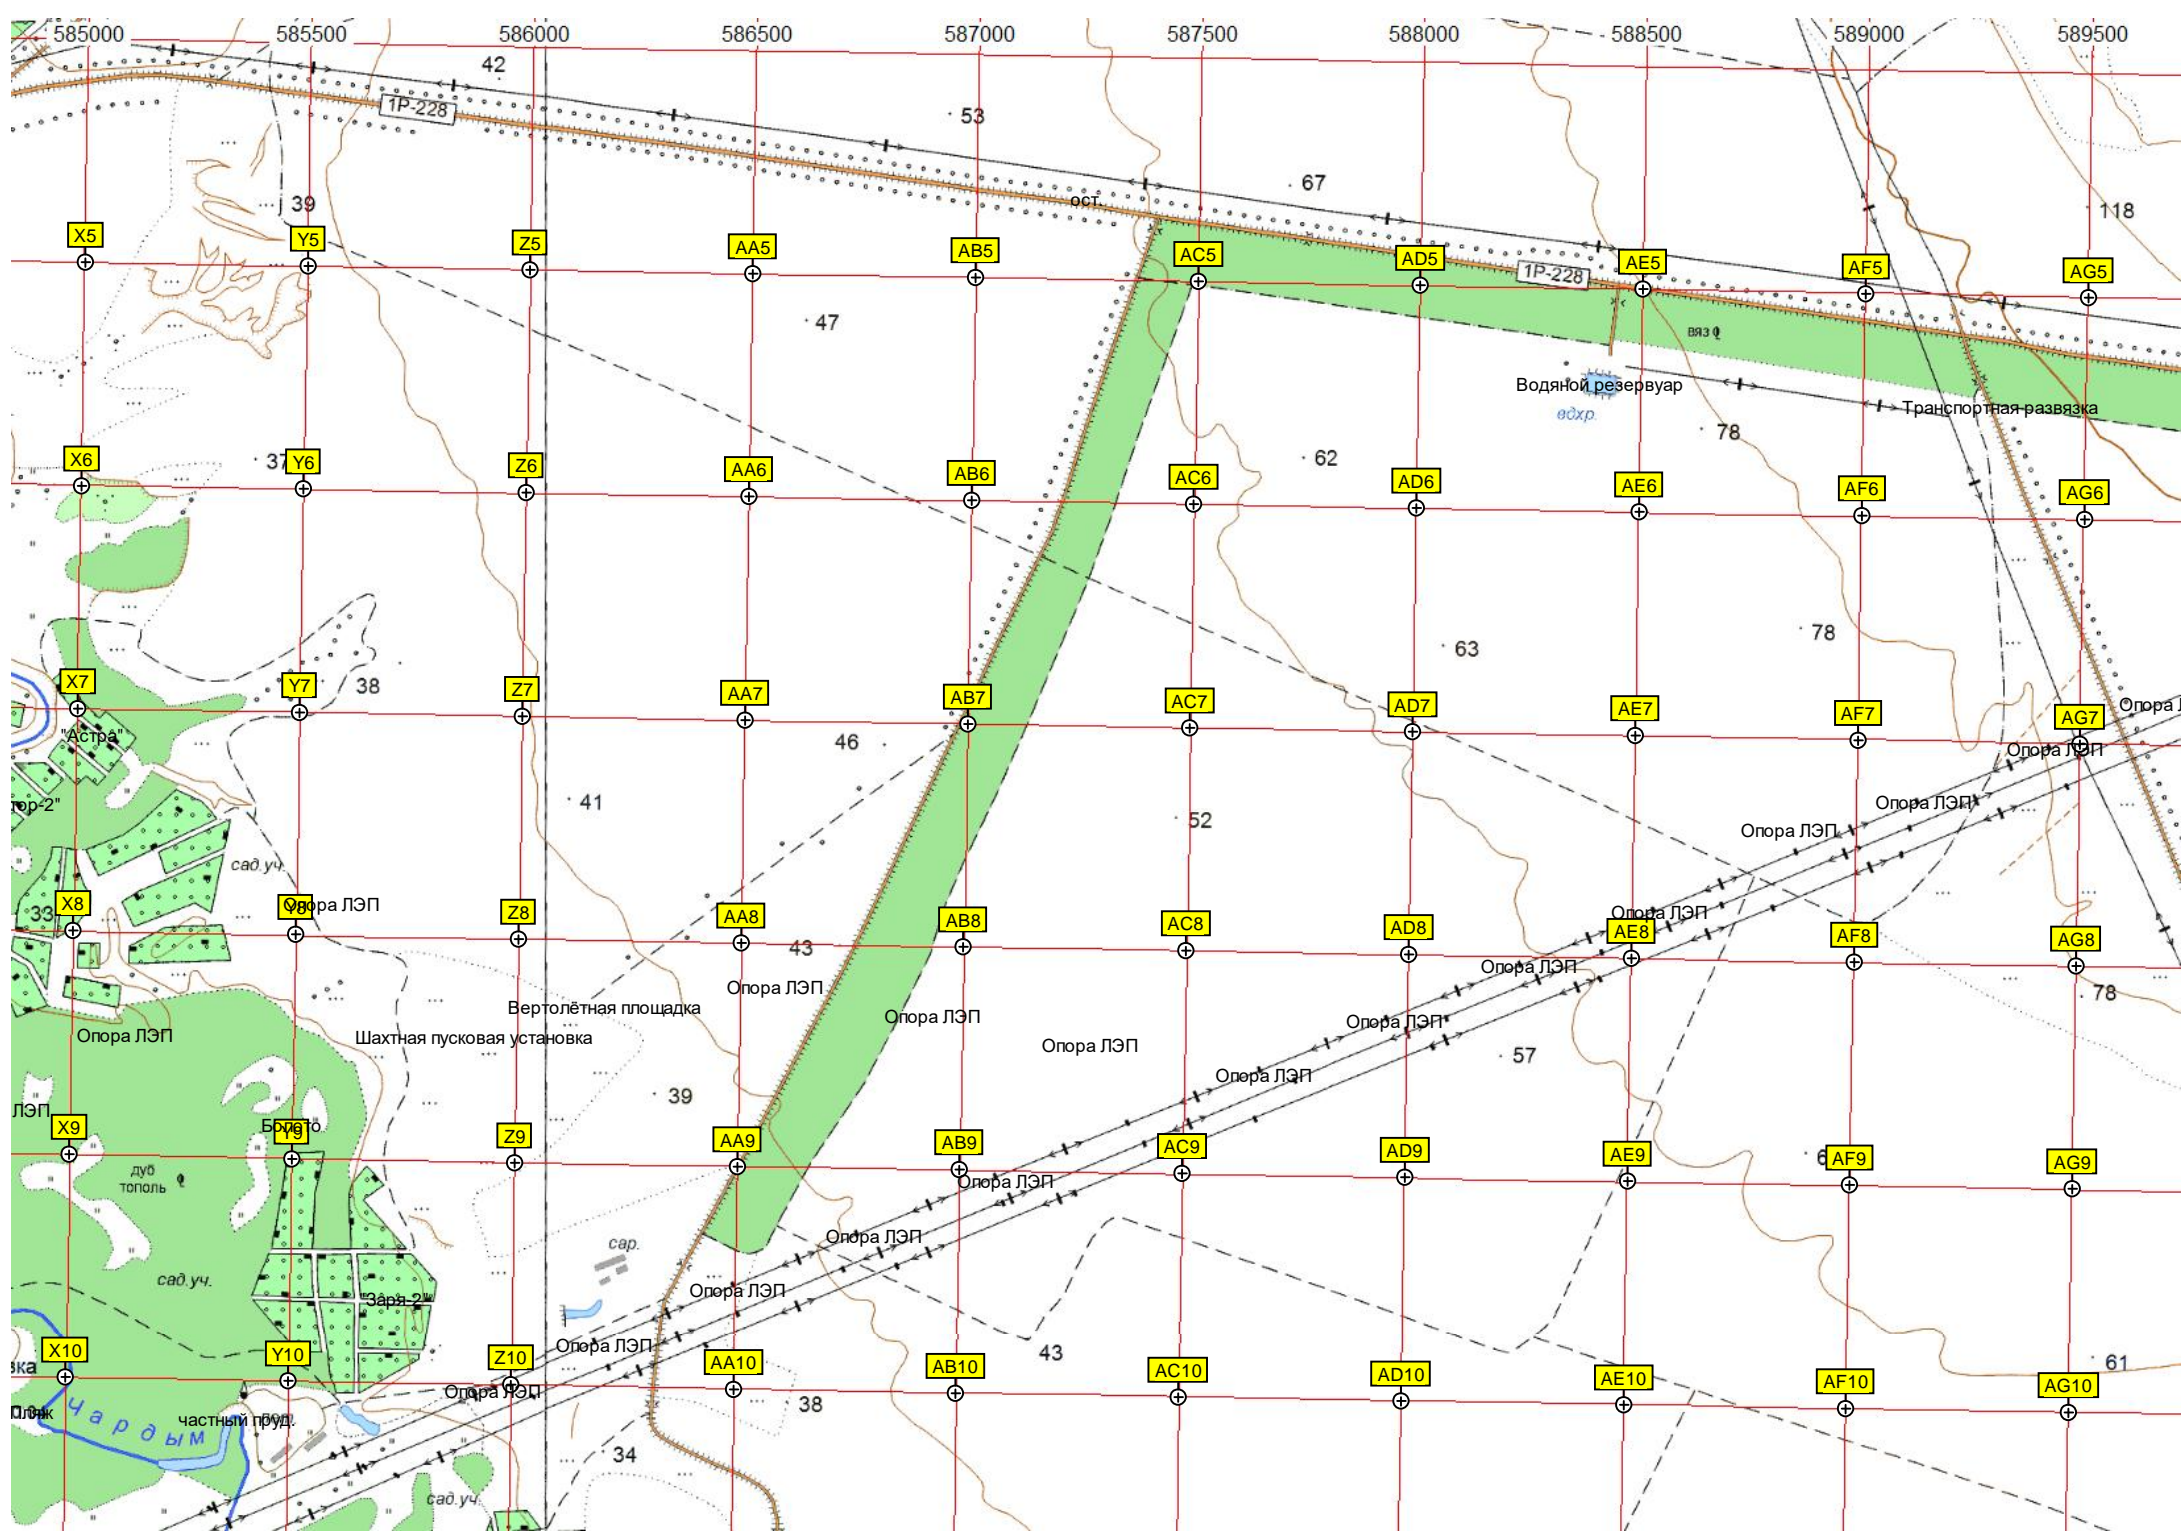 585000 585500 586000 586500 587000 587500 588000 588500 589000 589500
42
1Р-228
53
67
ост.
39
118
X5 Y5 Z5 AA5 AB5 AC5 AD5 AE5 AF5 AG5
1Р-228
47
вяз
Водяной резервуар
вдхр.
Транспортная развязка
78
62
37
X6 Y6 Z6 AA6 AB6 AC6 AD6 AE6 AF6 AG6
63
78
38
X7 Y7 Z7 AA7 AB7 AC7 AD7 AE7 AF7 AG7
Опора
"Астра"
46
Опора ЛЭП
41
Опора ЛЭП
тор-2"
52
Опора ЛЭП
сад.уч.
Опора ЛЭП
33
Опора ЛЭП
X8 Y8 Z8 AA8 AB8 AC8 AD8 AE8 AF8 AG8
43
Опора ЛЭП
Опора ЛЭП
78
Вертолётная площадка
Опора ЛЭП
Опора ЛЭП
Опора ЛЭП
Шахтная пусковая установка
Опора ЛЭП
57
Опора ЛЭП
39
ЛЭП
Болото
X9 Y9 Z9 AA9 AB9 AC9 AD9 AE9 AF9 AG9
дуб
тополь
Опора ЛЭП
Опора ЛЭП
сар.
сад.уч.
Опора ЛЭП
"Заря-2"
Опора ЛЭП
43
61
X10 Y10 Z10 AA10 AB10 AC10 AD10 AE10 AF10 AG10
вка
Опора ЛЭП
38
Пляж
Чардым
частный пруд.
34
сад.уч.